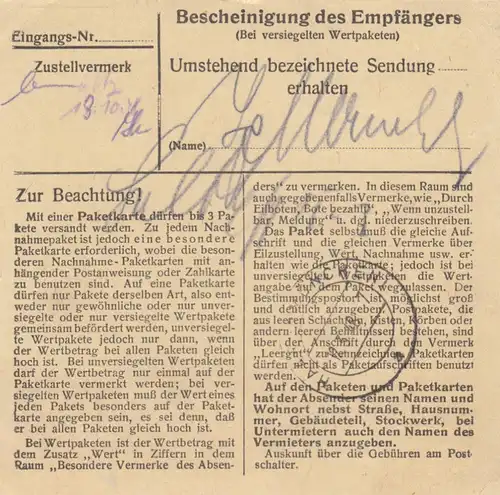 Eingangs-Nr.
Zustellvermerk
18.10.
Bescheinigung des Empfängers
(Bei versiegelten Wertpaketen)
Umstehend bezeichnete Sendung
erhalten
(Name)
Zur Beachtung!
Mit einer Paketkarte dürfen bis 3 Pa-
kete versandt werden. Zu jedem Nach-
nahmepaket ist jedoch eine besondere
Paketkarte erforderlich, wobei die beson-
deren Nachnahme-Paketkarten mit an-
hängender Postanweisung oder Zahlkarte
zu benutzen sind. Auf eine Paketkarte
dürfen nur Pakete derselben Art, also ent-
weder nur gewöhnliche oder nur unver-
siegelte oder nur versiegelte Wertpakete
gemeinsam befördert werden, unversiegel-
te Wertpakete jedoch nur dann, wenn
der Wertbetrag bei allen Paketen gleich
hoch ist. Bei unversiegelten Wertpaketen
darf der Wertbetrag nur einmal auf der
Paketkarte vermerkt werden; bei ver-
siegelten Wertpaketen muß der Wert eines
jeden Pakets besonders auf der Paket-
karte angegeben sein, es sei denn, daß
er bei allen Paketen gleich hoch ist.
Bei Wertpaketen ist der Wertbetrag mit
dem Zusatz „Wert" in Ziffern in dem
Raum „Besondere Vermerke des Absen-
ders" zu vermerken. In diesem Raum sind
auch gegebenenfalls Vermerke, wie „Durch
Eilboten, Bote bezahlt", „Wenn unzustell-
bar, Meldung" u. dgl. niederzuschreiben.
Das Paket selbst muß die gleiche Auf-
schrift und die gleichen Vermerke über
Eilzustellung, Wert, Nachnahme usw. er-
halten wie die Paketkarte; jedoch ist bei
unversiegelten Wertpaketen die Wert-
angabe auf dem Paket wegzulassen. Der
Bestimmungspostort ist möglichst groß
und deutlich anzugeben. Postpakete, die
aus leeren Schachteln, Kisten, Körben oder
andern leeren Behältern bestehen, sind
über der Anschrift durch den Vermerk
„Leergut" zu kennzeichnen. Paketkarten
dürfen nicht als Paketaufschriften benutzt
werden.
Auf den Paketen und Paketkarten
hat der Absender seinen Namen und
Wohnort nebst Straße, Hausnum-
mer, Gebäudeteil, Stockwerk, bei
Untermietern auch den Namen des
Vermieters anzugeben.
Auskunft über die Gebühren am Post-
schalter.